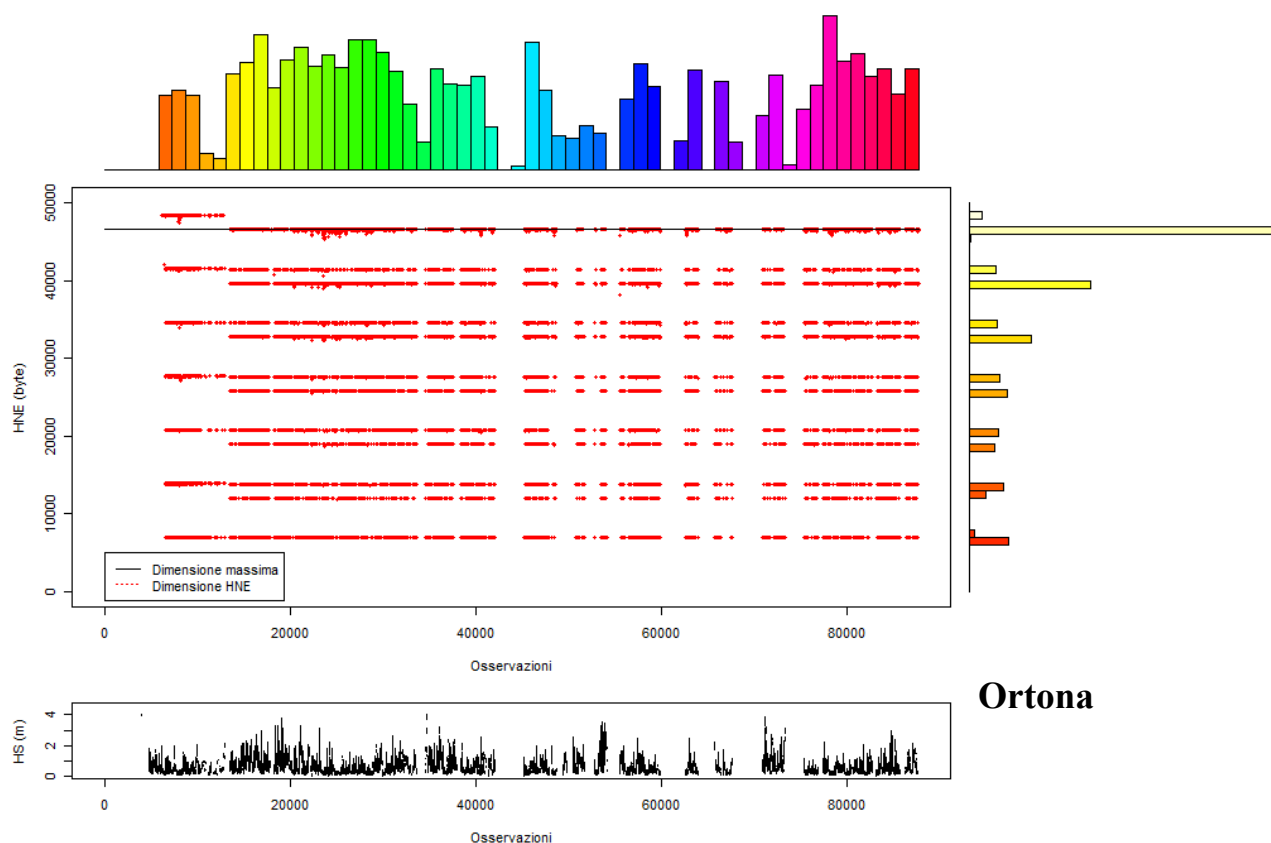 50000
40000
30000
20000
10000
0
HNE (byte)
Dimensione massima
Dimensione HNE
0 20000 40000 60000 80000
Osservazioni
Ortona
4
2
0
HS (m)
0 20000 40000 60000 80000
Osservazioni